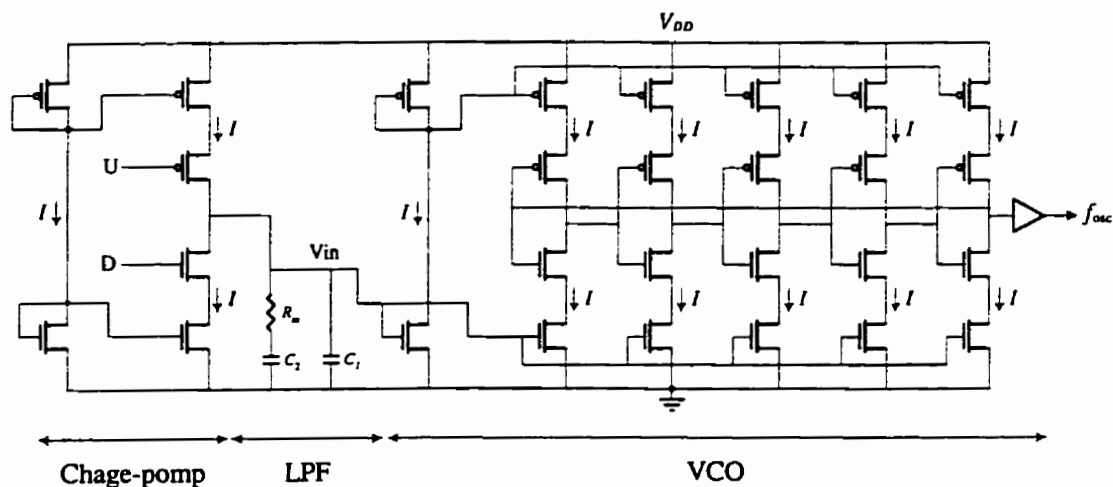 V_DD
I I I I I I
U
I I
f_osc
D
Vin
I I I I I I
R_m
C_2 C_1
Chage-pomp LPF VCO